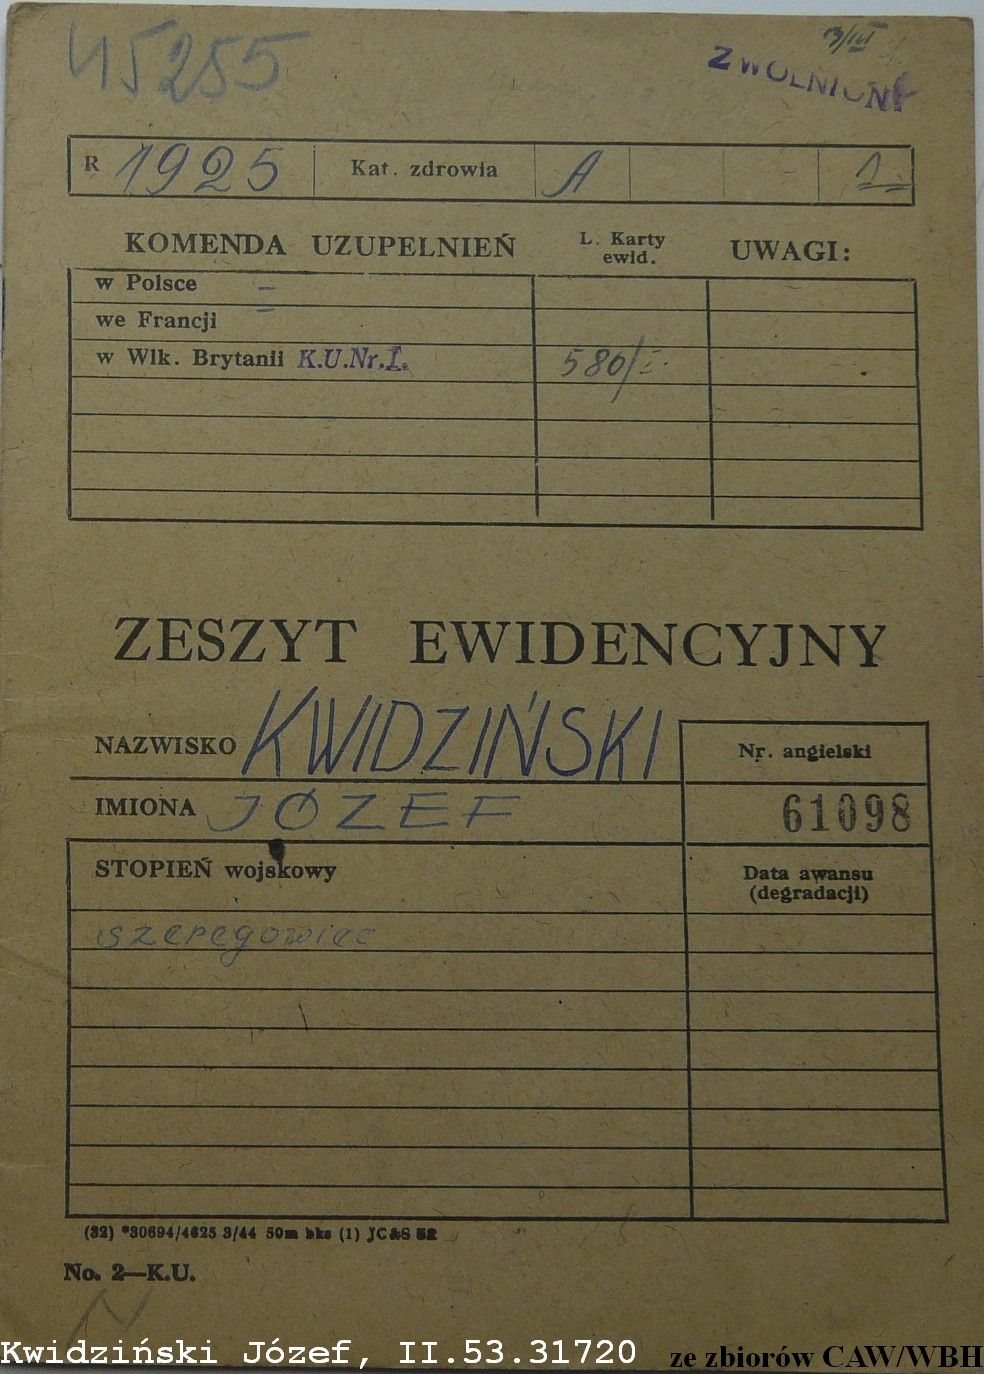 45255
3/III
ZWOLNIONY
R 1925 Kat. zdrowia A 1
KOMENDA UZUPEŁNIEŃ L. Karty ewid. UWAGI:
w Polsce =
we Francji
w Wlk. Brytanii K.U.Nr.I. 580/I.
ZESZYT EWIDENCYJNY
NAZWISKO KWIDZIŃSKI
Nr. angielski
IMIONA JÓZEF
61098
STOPIEŃ wojskowy
Data awansu
(degradacji)
szeregowiec
(32) *30694/4625 3/44 50m bks (1) JC&S 52
No. 2—K.U.
N
Kwidziński Józef, II.53.31720 ze zbiorów CAW/WBH